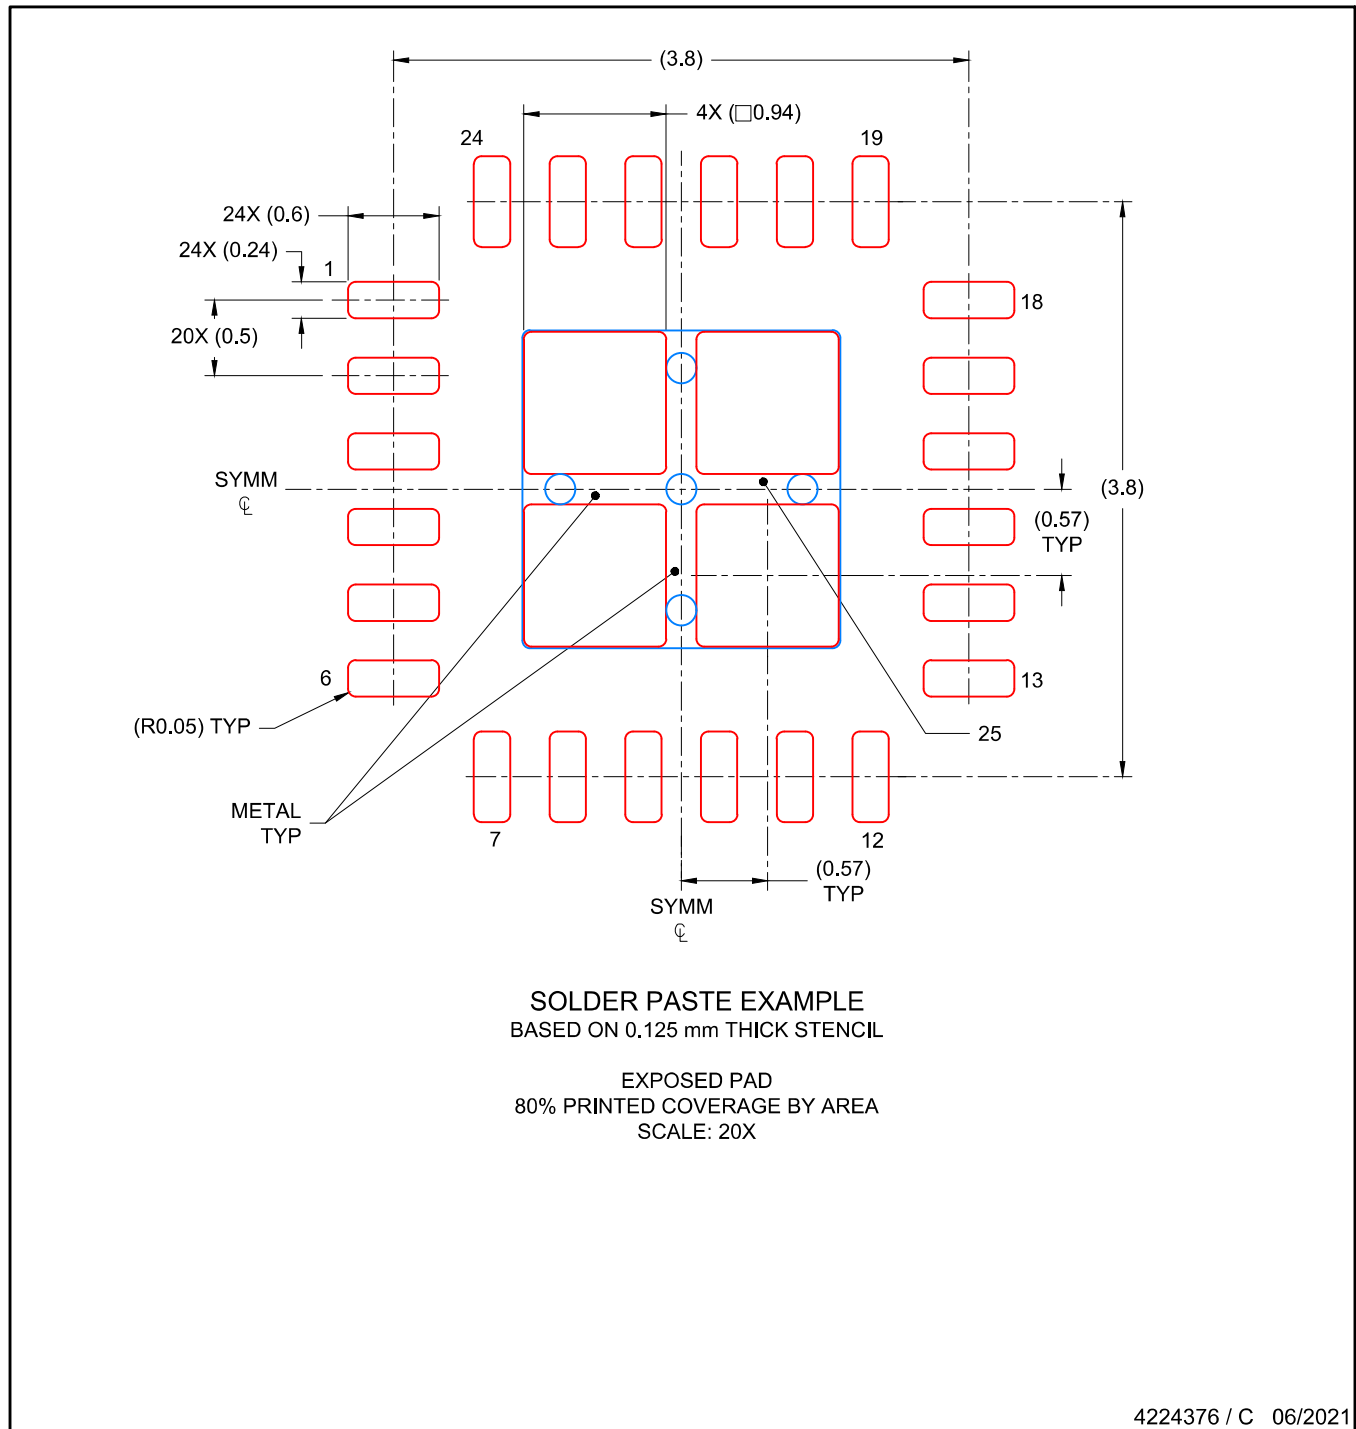 (3.8)
4X (□0.94)
24
19
24X (0.6)
24X (0.24)
1
18
20X (0.5)
SYMM
℄
(3.8)
(0.57)
TYP
6
13
(R0.05) TYP
25
METAL
TYP
7
12
(0.57)
TYP
SYMM
℄
SOLDER PASTE EXAMPLE
BASED ON 0.125 mm THICK STENCIL
EXPOSED PAD
80% PRINTED COVERAGE BY AREA
SCALE: 20X
4224376 / C 06/2021